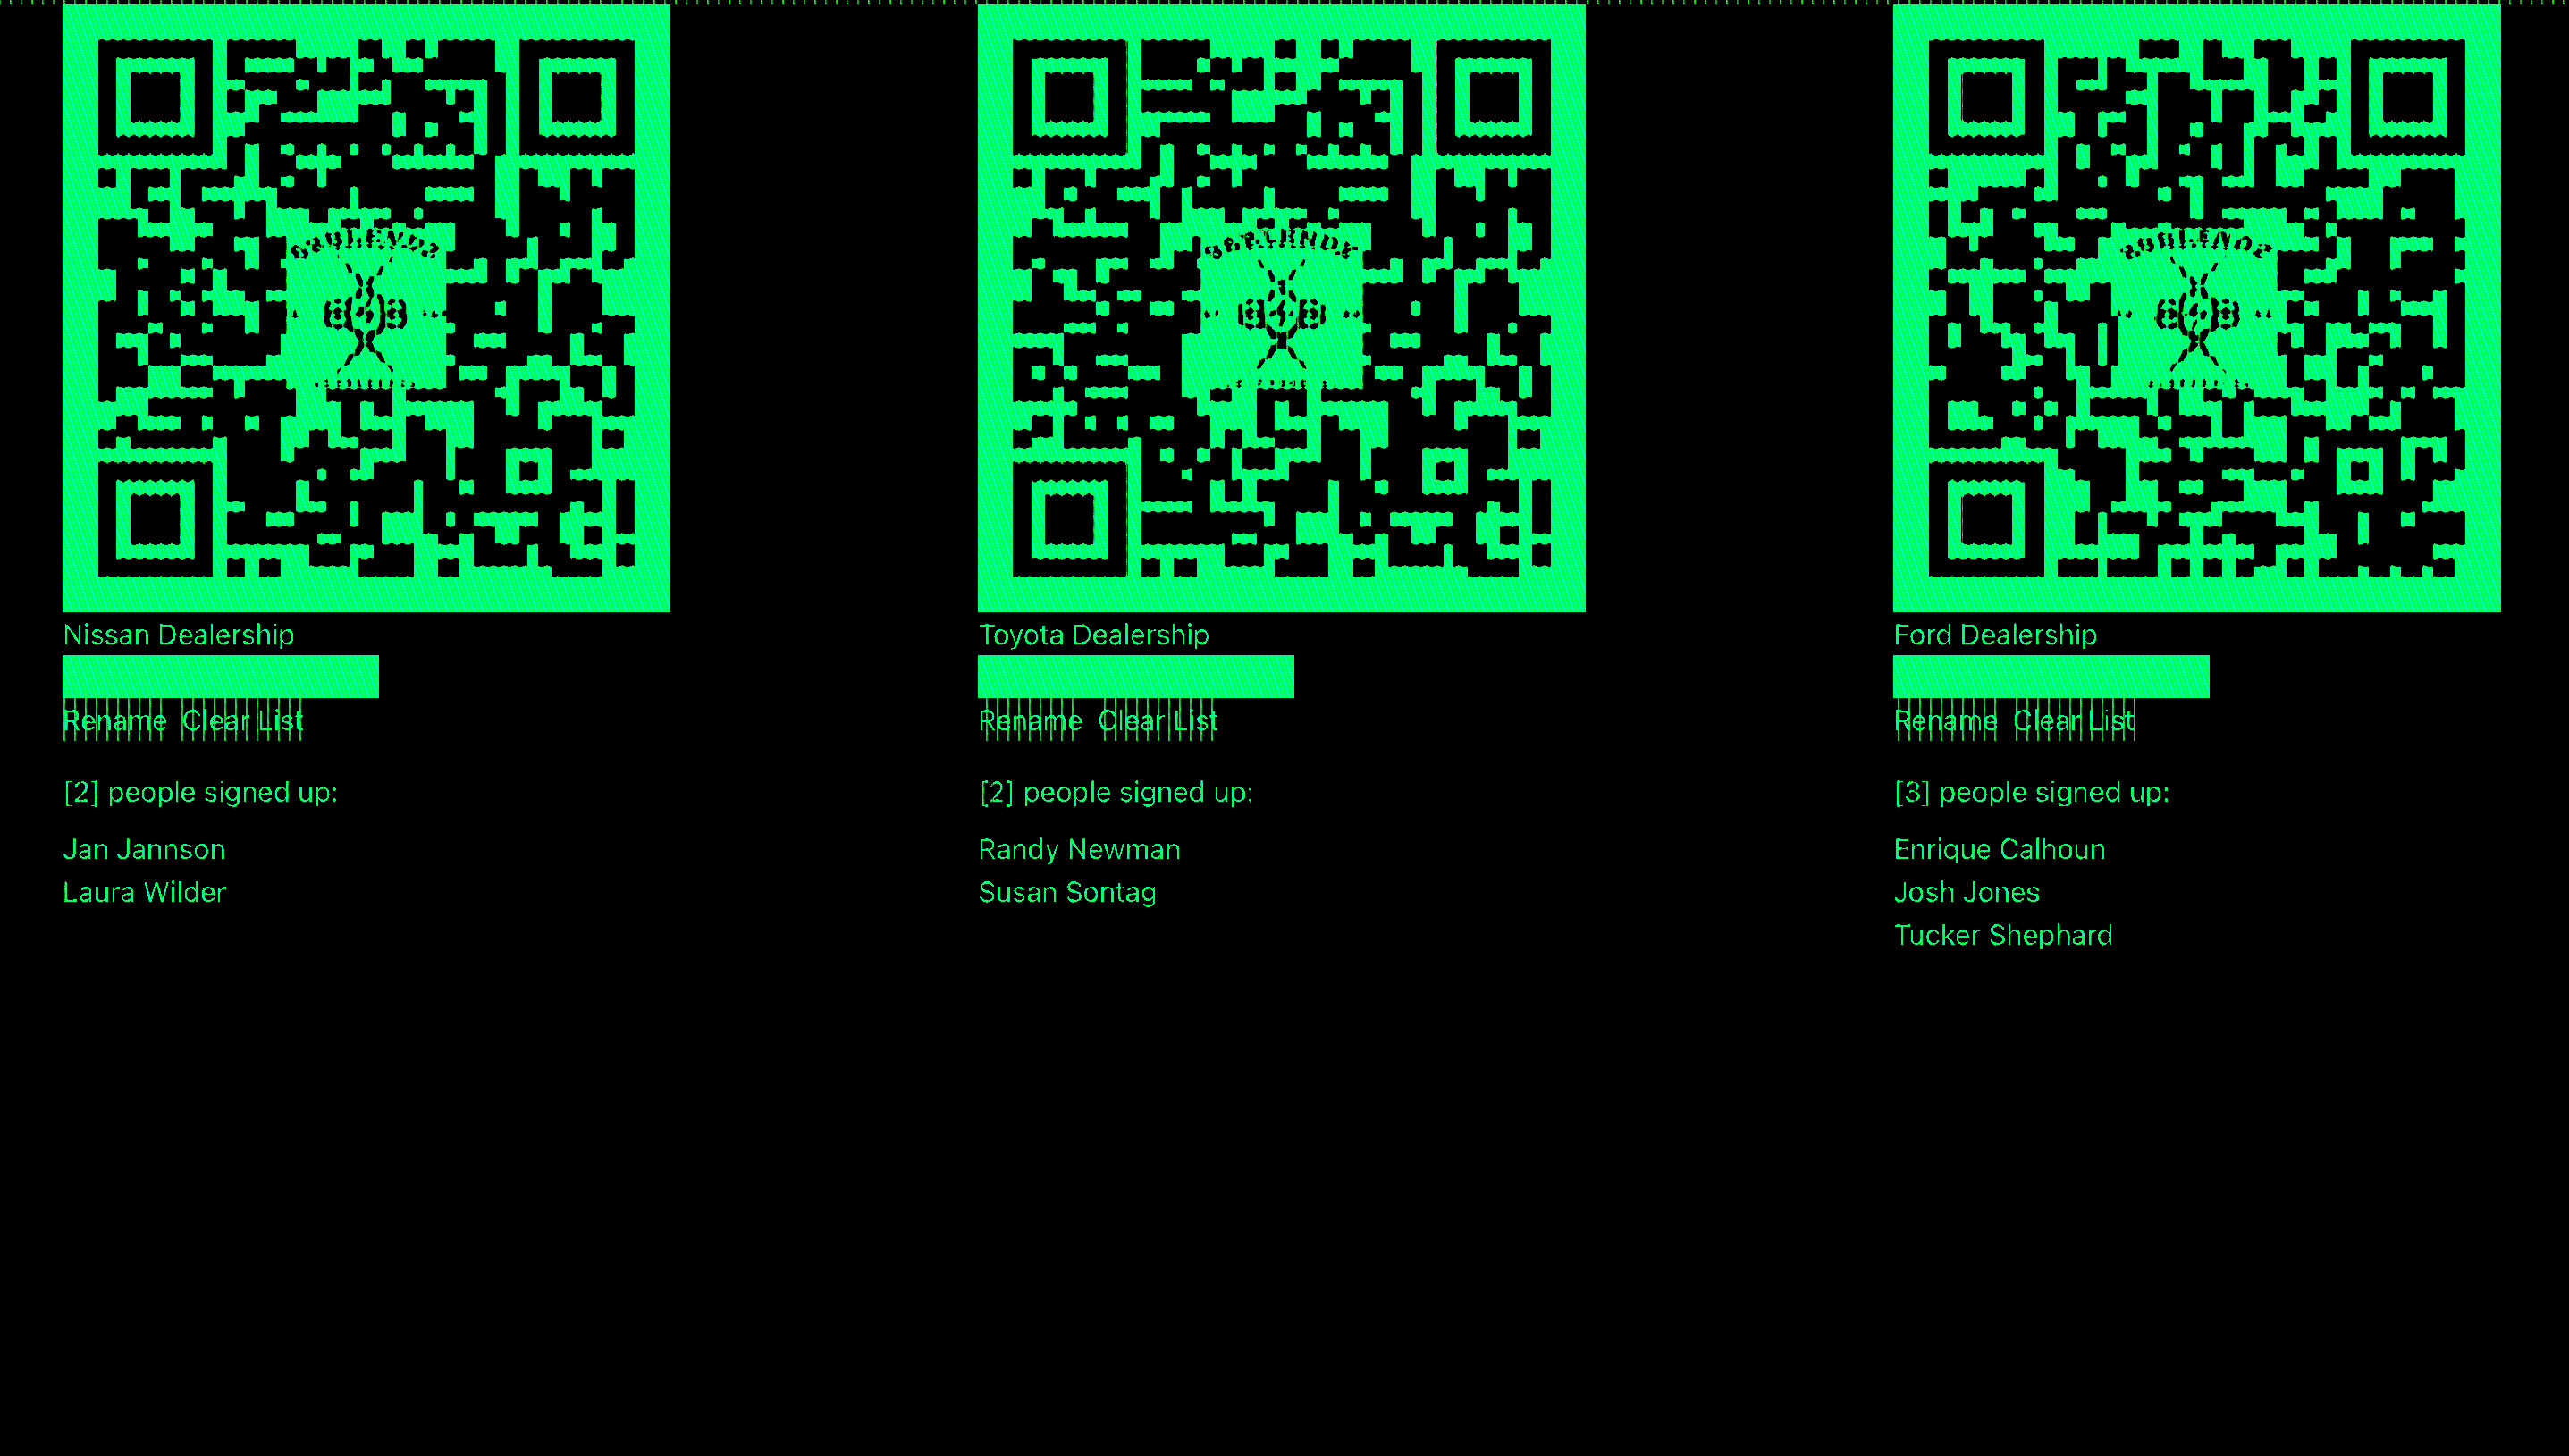 Nissan Dealership
Rename Clear List
[2] people signed up:
Jan Jannson
Laura Wilder
Toyota Dealership
Rename Clear List
[2] people signed up:
Randy Newman
Susan Sontag
Ford Dealership
Rename Clear List
[3] people signed up:
Enrique Calhoun
Josh Jones
Tucker Shephard